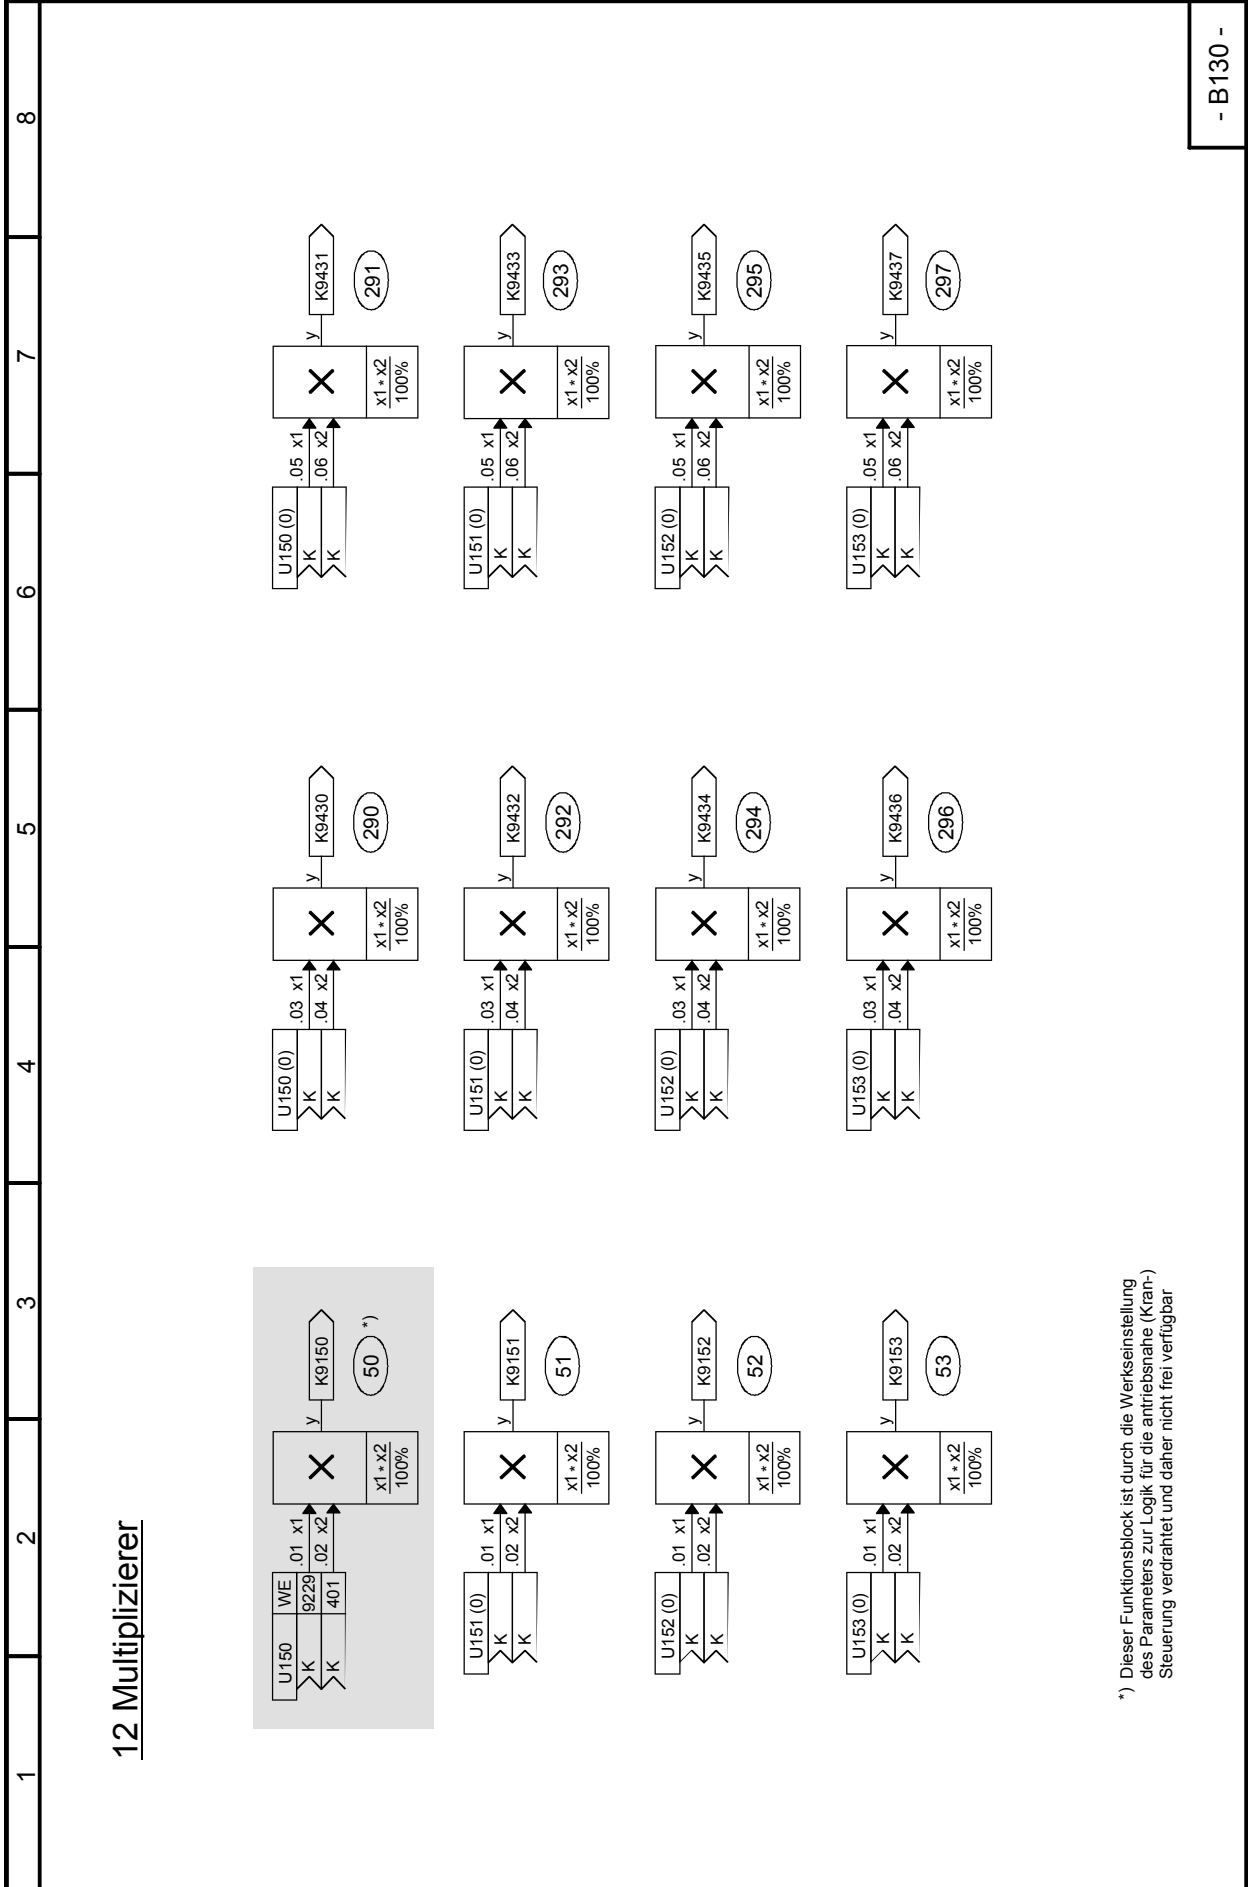 1 2 3 4 5 6 7 8
12 Multiplizierer
U150 WE
K 9229 .01 x1
K 401 .02 x2
x1 * x2
100%
y
K9150
50 *)
U150 (0)
K .03 x1
K .04 x2
x1 * x2
100%
y
K9430
290
U150 (0)
K .05 x1
K .06 x2
x1 * x2
100%
y
K9431
291
U151 (0)
K .01 x1
K .02 x2
x1 * x2
100%
y
K9151
51
U151 (0)
K .03 x1
K .04 x2
x1 * x2
100%
y
K9432
292
U151 (0)
K .05 x1
K .06 x2
x1 * x2
100%
y
K9433
293
U152 (0)
K .01 x1
K .02 x2
x1 * x2
100%
y
K9152
52
U152 (0)
K .03 x1
K .04 x2
x1 * x2
100%
y
K9434
294
U152 (0)
K .05 x1
K .06 x2
x1 * x2
100%
y
K9435
295
U153 (0)
K .01 x1
K .02 x2
x1 * x2
100%
y
K9153
53
U153 (0)
K .03 x1
K .04 x2
x1 * x2
100%
y
K9436
296
U153 (0)
K .05 x1
K .06 x2
x1 * x2
100%
y
K9437
297
*) Dieser Funktionsblock ist durch die Werkseinstellung
des Parameters zur Logik für die antriebsnahe (Kran-)
Steuerung verdrahtet und daher nicht frei verfügbar
- B130 -